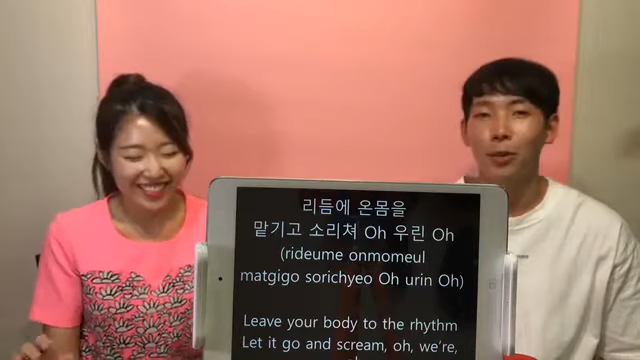 리듬에 온몸을
맡기고 소리쳐 Oh 우린 Oh
(rideume onmomeul
matgigo sorichyeo Oh urin Oh)
Leave your body to the rhythm
Let it go and scream, oh, we're,